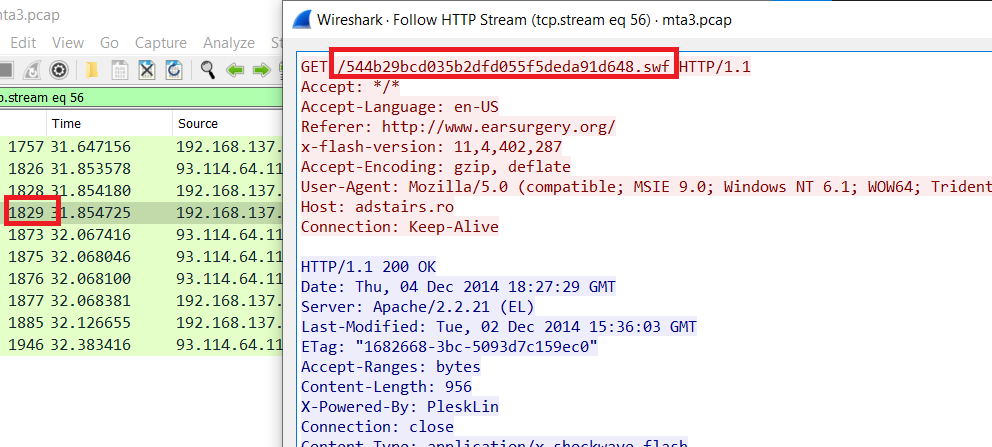 mta3.pcap
Edit View Go Capture Analyze
p.stream eq 56
Time Source
1757 31.647156 192.168.137.
1826 31.853578 93.114.64.11
1828 31.854180 192.168.137.
1829 31.854725 192.168.137.
1873 32.067416 93.114.64.11
1875 32.068046 93.114.64.11
1876 32.068100 93.114.64.11
1877 32.068381 192.168.137.
1885 32.126655 192.168.137.
1946 32.383416 93.114.64.11
Wireshark · Follow HTTP Stream (tcp.stream eq 56) · mta3.pcap
GET /544b29bcd035b2dfd055f5deda91d648.swf HTTP/1.1
Accept: */*
Accept-Language: en-US
Referer: http://www.earsurgery.org/
x-flash-version: 11,4,402,287
Accept-Encoding: gzip, deflate
User-Agent: Mozilla/5.0 (compatible; MSIE 9.0; Windows NT 6.1; WOW64; Trident
Host: adstairs.ro
Connection: Keep-Alive
HTTP/1.1 200 OK
Date: Thu, 04 Dec 2014 18:27:29 GMT
Server: Apache/2.2.21 (EL)
Last-Modified: Tue, 02 Dec 2014 15:36:03 GMT
ETag: "1682668-3bc-5093d7c159ec0"
Accept-Ranges: bytes
Content-Length: 956
X-Powered-By: PleskLin
Connection: close
Content-Type: application/x-shockwave-flash